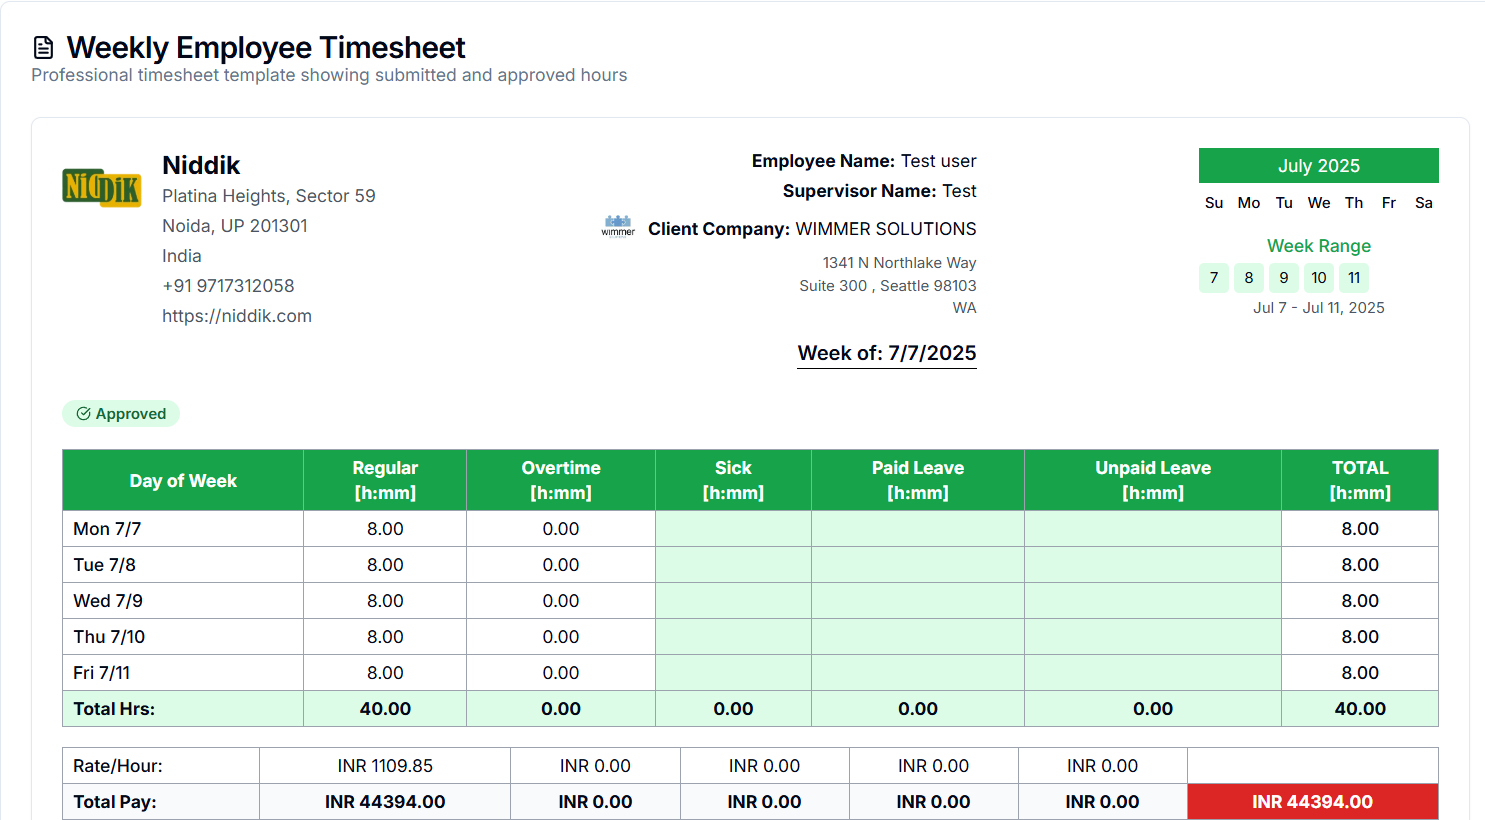 Weekly Employee Timesheet
Professional timesheet template showing submitted and approved hours
NiDDiK
Niddik
Platina Heights, Sector 59
Noida, UP 201301
India
+91 9717312058
https://niddik.com
Employee Name: Test user
Supervisor Name: Test
wimmer
Client Company: WIMMER SOLUTIONS
1341 N Northlake Way
Suite 300 , Seattle 98103
WA
Week of: 7/7/2025
July 2025
Su Mo Tu We Th Fr Sa
Week Range
7 8 9 10 11
Jul 7 - Jul 11, 2025
Approved
Day of Week Regular [h:mm] Overtime [h:mm] Sick [h:mm] Paid Leave [h:mm] Unpaid Leave [h:mm] TOTAL [h:mm]
Mon 7/7 8.00 0.00 8.00
Tue 7/8 8.00 0.00 8.00
Wed 7/9 8.00 0.00 8.00
Thu 7/10 8.00 0.00 8.00
Fri 7/11 8.00 0.00 8.00
Total Hrs: 40.00 0.00 0.00 0.00 0.00 40.00
Rate/Hour: INR 1109.85 INR 0.00 INR 0.00 INR 0.00 INR 0.00
Total Pay: INR 44394.00 INR 0.00 INR 0.00 INR 0.00 INR 0.00 INR 44394.00